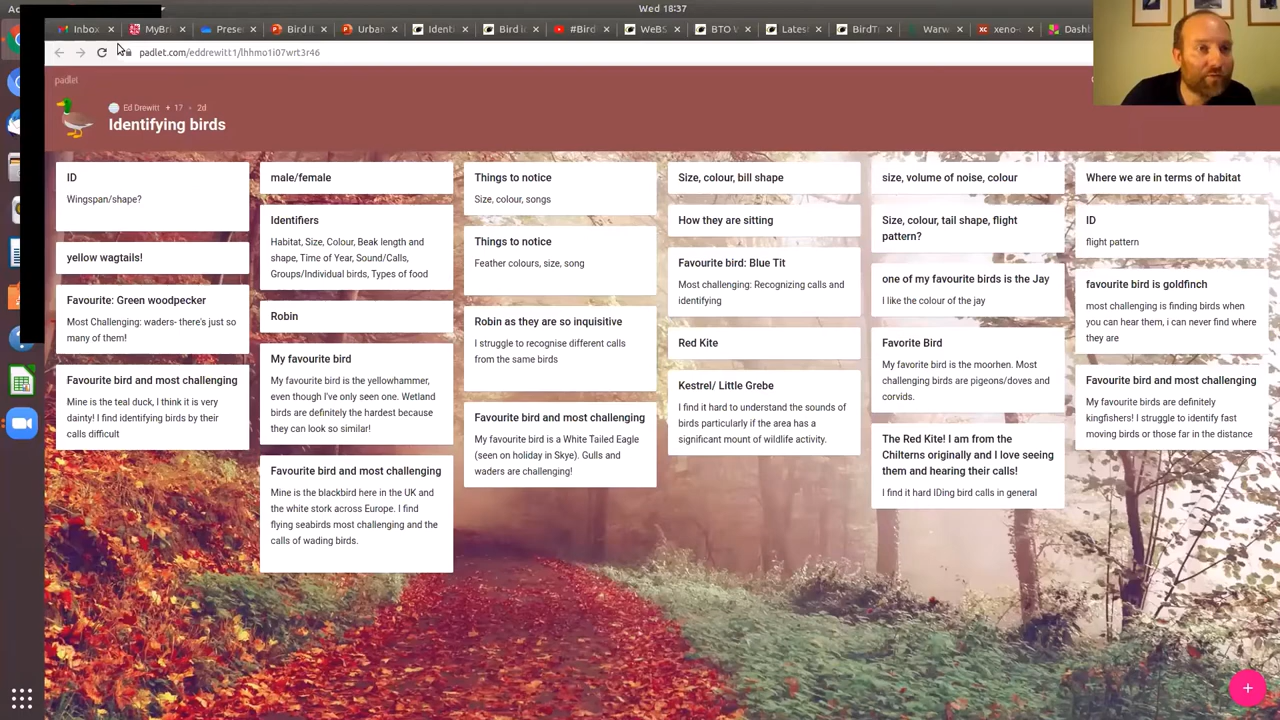 Wed 18:37
Inbox
MyBri
Prese
Bird I
Urban
Identi
Bird i
#Bird
WeBS
BTO W
Latest
BirdT
Warw
xeno-
Dashl
padlet.com/eddrewitt1/lhhmo1i07wrt3r46
padlet
Ed Drewitt + 17 · 2d
Identifying birds
ID
Wingspan/shape?
yellow wagtails!
Favourite: Green woodpecker
Most Challenging: waders- there's just so
many of them!
Favourite bird and most challenging
Mine is the teal duck, I think it is very
dainty! I find identifying birds by their
calls difficult
male/female
Identifiers
Habitat, Size, Colour, Beak length and
shape, Time of Year, Sound/Calls,
Groups/Individual birds, Types of food
Robin
My favourite bird
My favourite bird is the yellowhammer,
even though I've only seen one. Wetland
birds are definitely the hardest because
they can look so similar!
Favourite bird and most challenging
Mine is the blackbird here in the UK and
the white stork across Europe. I find
flying seabirds most challenging and the
calls of wading birds.
Things to notice
Size, colour, songs
Things to notice
Feather colours, size, song
Robin as they are so inquisitive
I struggle to recognise different calls
from the same birds
Favourite bird and most challenging
My favourite bird is a White Tailed Eagle
(seen on holiday in Skye). Gulls and
waders are challenging!
Size, colour, bill shape
How they are sitting
Favourite bird: Blue Tit
Most challenging: Recognizing calls and
identifying
Red Kite
Kestrel/ Little Grebe
I find it hard to understand the sounds of
birds particularly if the area has a
significant mount of wildlife activity.
size, volume of noise, colour
Size, colour, tail shape, flight
pattern?
one of my favourite birds is the Jay
I like the colour of the jay
Favorite Bird
My favorite bird is the moorhen. Most
challenging birds are pigeons/doves and
corvids.
The Red Kite! I am from the
Chilterns originally and I love seeing
them and hearing their calls!
I find it hard IDing bird calls in general
Where we are in terms of habitat
ID
flight pattern
favourite bird is goldfinch
most challenging is finding birds when
you can hear them, i can never find where
they are
Favourite bird and most challenging
My favourite birds are definitely
kingfishers! I struggle to identify fast
moving birds or those far in the distance